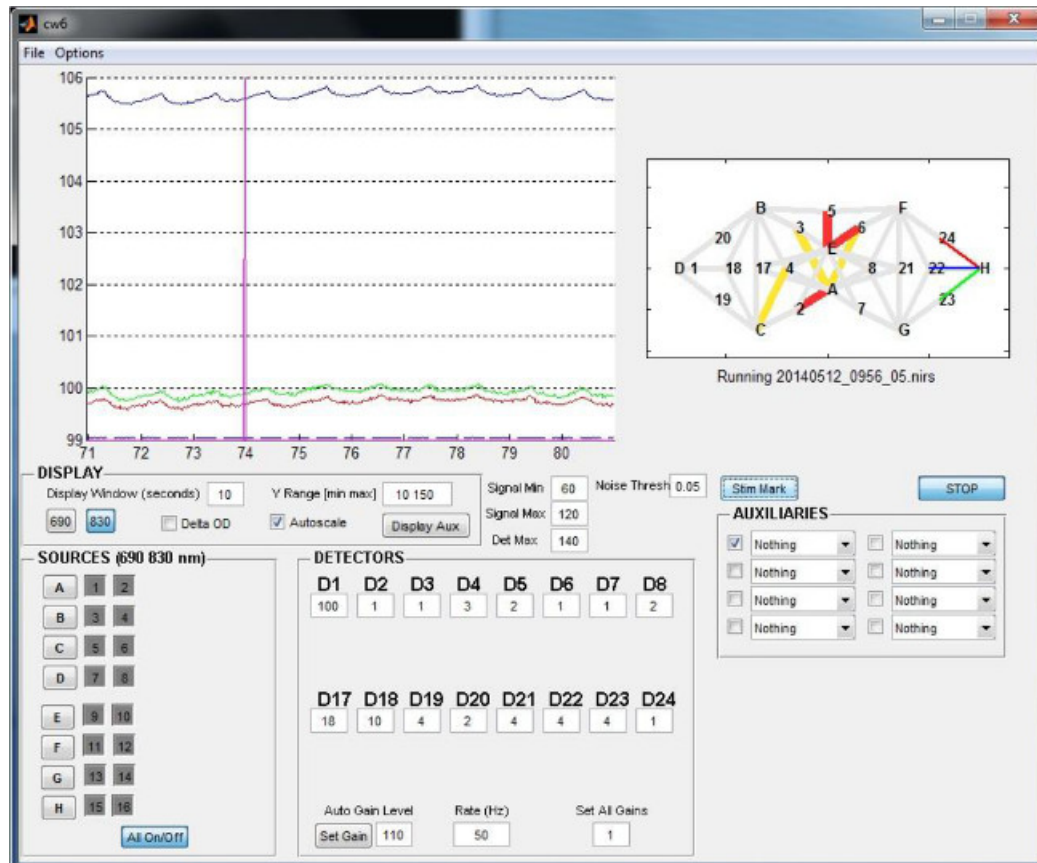 cw6
File Options
106
105
104
103
102
101
100
99
71 72 73 74 75 76 77 78 79 80
B 5 F
3 6
20 E 24
D 1 18 17 4 8 21 22 H
A
19 2 7 23
C G
Running 20140512_0956_05.nirs
DISPLAY
Display Window (seconds) 10 Y Range [min max] 10 150
690 830 Delta OD Autoscale Display Aux
Signal Min 60 Noise Thresh 0.05
Signal Max 120
Det Max 140
Stim Mark STOP
AUXILIARIES
Nothing Nothing
Nothing Nothing
Nothing Nothing
Nothing Nothing
SOURCES (690 830 nm)
A 1 2
B 3 4
C 5 6
D 7 8
E 9 10
F 11 12
G 13 14
H 15 16
All On/Off
DETECTORS
D1 D2 D3 D4 D5 D6 D7 D8
100 1 1 3 2 1 1 2
D17 D18 D19 D20 D21 D22 D23 D24
18 10 4 2 4 4 4 1
Auto Gain Level Rate (Hz) Set All Gains
Set Gain 110 50 1